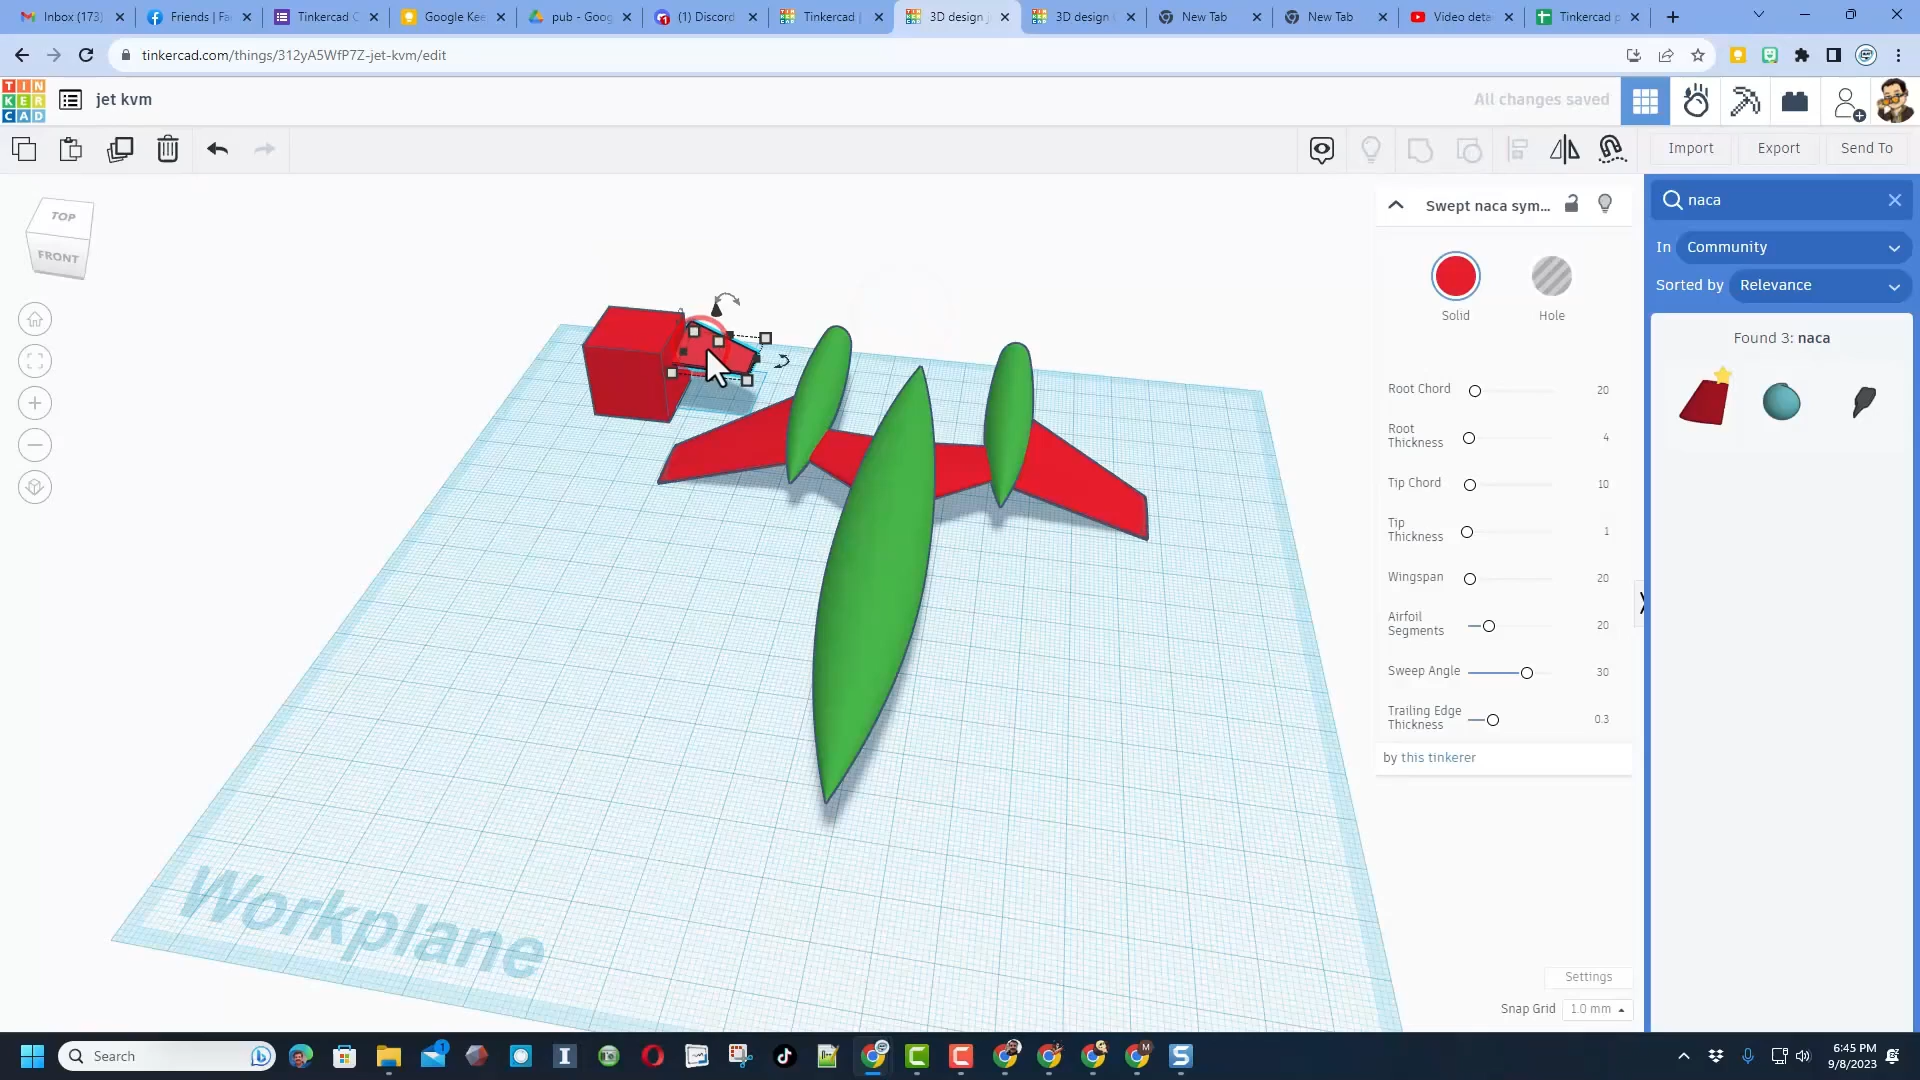 Inbox (173)
Friends | Fa
Tinkercad C
Google Kee
pub - Goog
(1) Discord
Tinkercad |
3D design j
3D design
New Tab
New Tab
Video deta
Tinkercad p
tinkercad.com/things/312yA5WfP7Z-jet-kvm/edit
TIN
KER
CAD
jet kvm
All changes saved
Import
Export
Send To
TOP
FRONT
Swept naca sym...
naca
In Community
Sorted by Relevance
Solid
Hole
Found 3: naca
Root Chord 20
Root Thickness 4
Tip Chord 10
Tip Thickness 1
Wingspan 20
Airfoil Segments 20
Sweep Angle 30
Trailing Edge Thickness 0.3
by this tinkerer
Workplane
Settings
Snap Grid 1.0 mm
Search
6:45 PM
9/8/2023